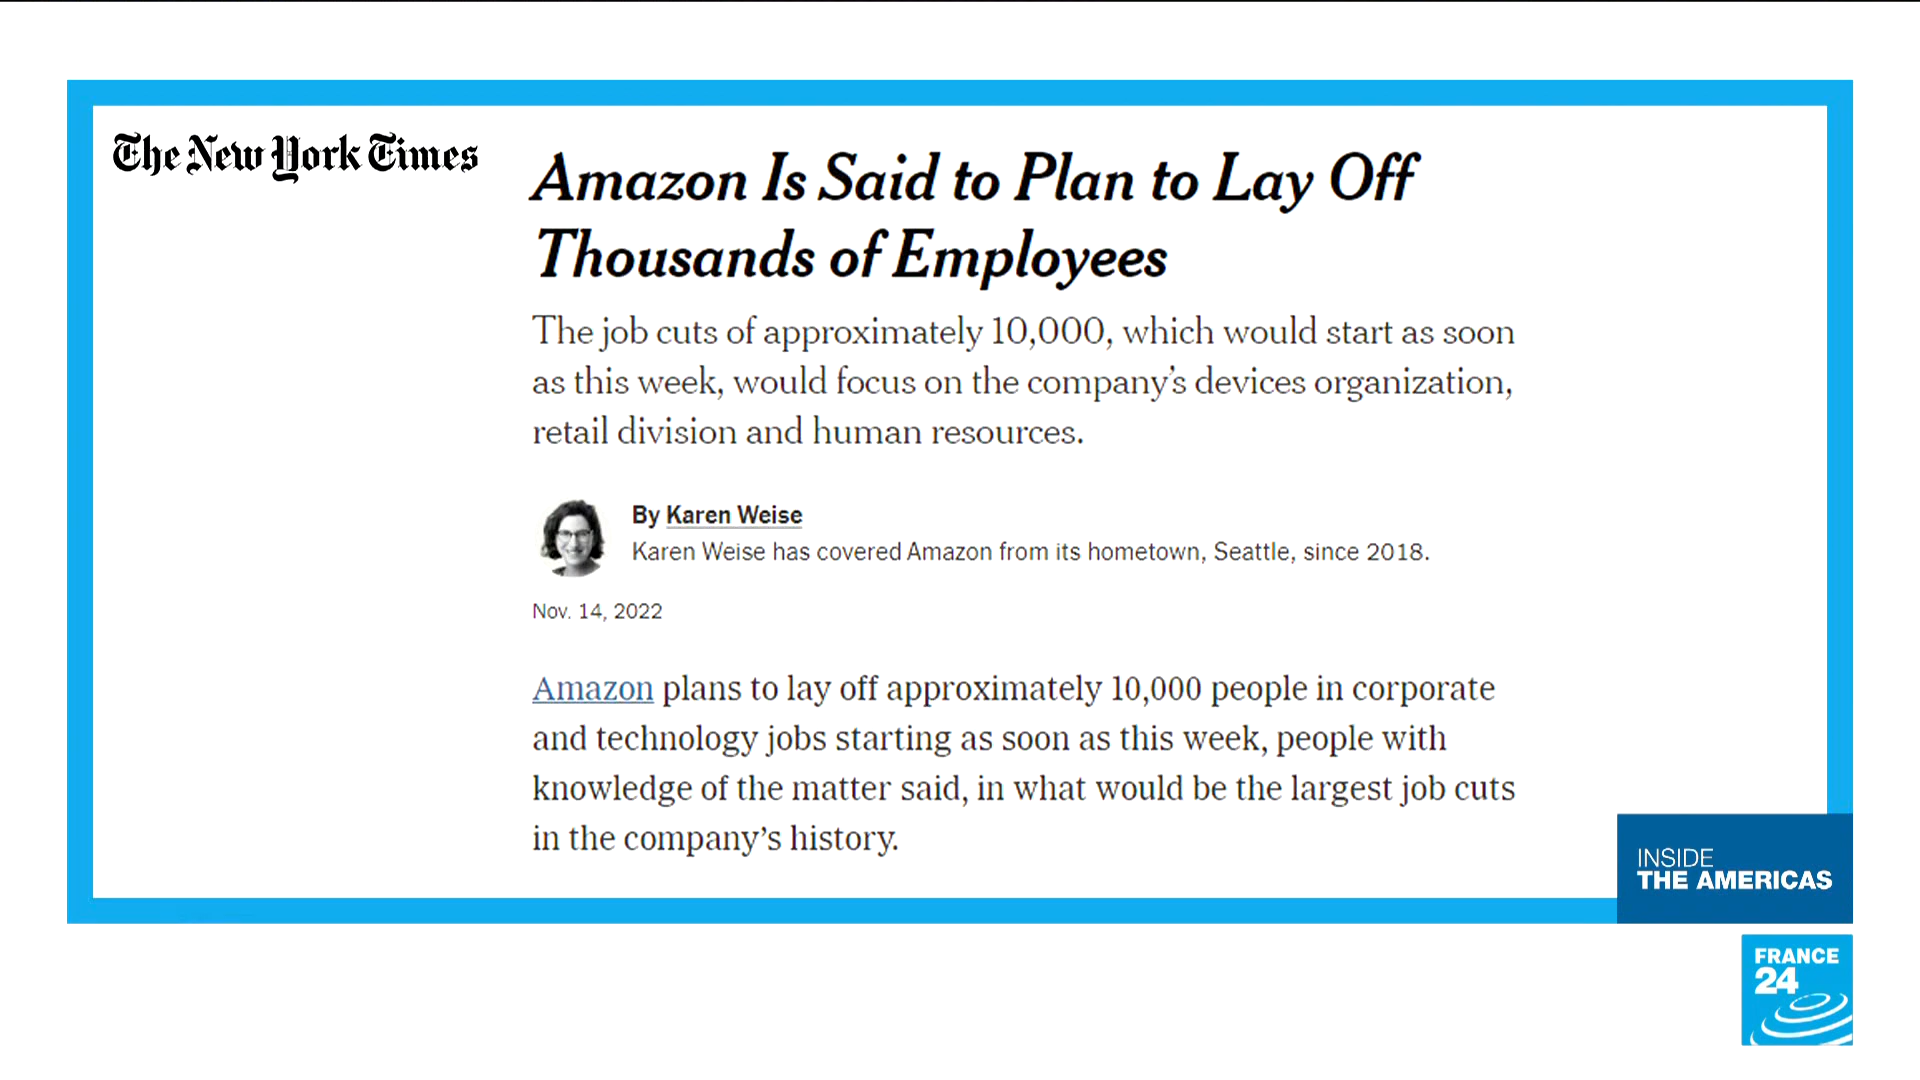 The New York Times
Amazon Is Said to Plan to Lay Off
Thousands of Employees
The job cuts of approximately 10,000, which would start as soon
as this week, would focus on the company’s devices organization,
retail division and human resources.
By Karen Weise
Karen Weise has covered Amazon from its hometown, Seattle, since 2018.
Nov. 14, 2022
Amazon plans to lay off approximately 10,000 people in corporate
and technology jobs starting as soon as this week, people with
knowledge of the matter said, in what would be the largest job cuts
in the company’s history.
INSIDE
THE AMERICAS
FRANCE
24